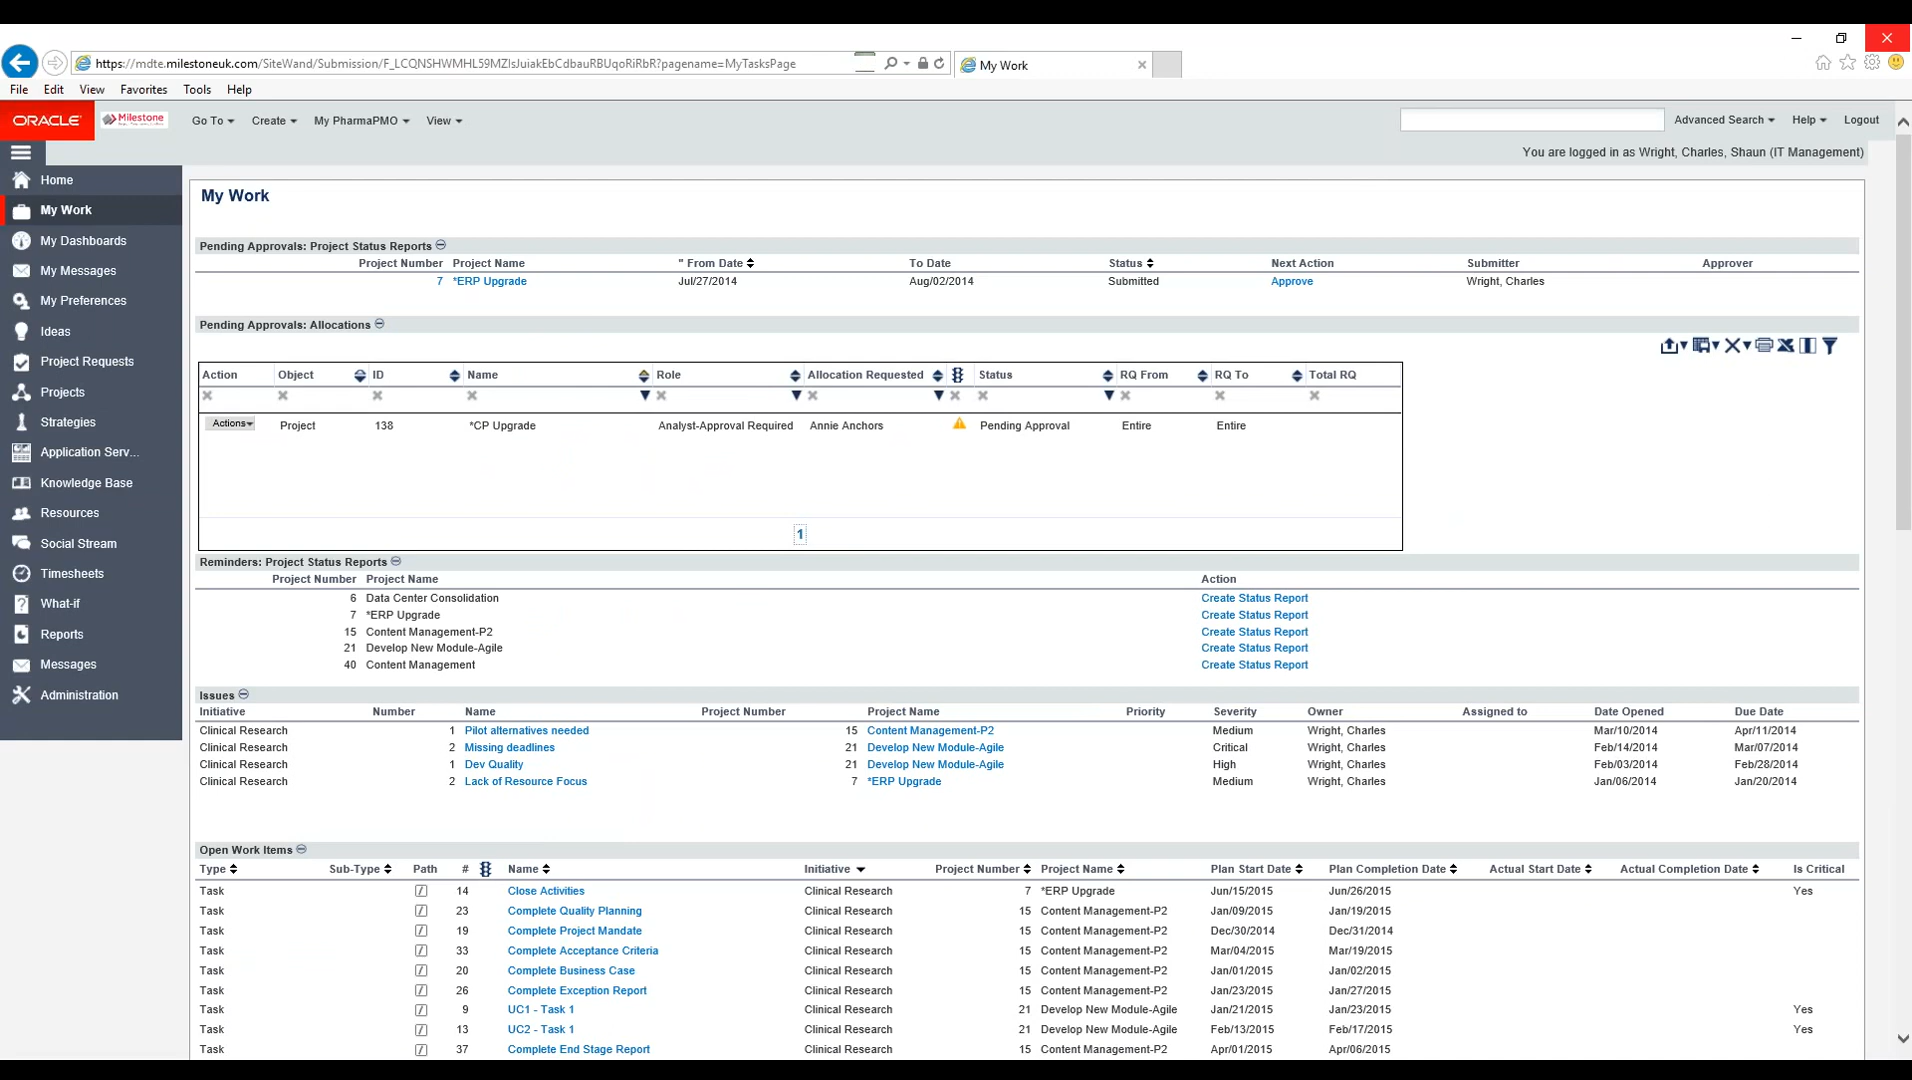 https://mdte.milestoneuk.com/SiteWand/Submission/F_LCQNSHWMHL59MZIsJuiakEbCdbauRBUqoRiRbR?pagename=MyTasksPage
My Work
File Edit View Favorites Tools Help
ORACLE Milestone Go To Create My PharmaPMO View Advanced Search Help Logout
You are logged in as Wright, Charles, Shaun (IT Management)
Home
My Work
My Dashboards
My Messages
My Preferences
Ideas
Project Requests
Projects
Strategies
Application Serv...
Knowledge Base
Resources
Social Stream
Timesheets
What-if
Reports
Messages
Administration
My Work
Pending Approvals: Project Status Reports
Project Number Project Name " From Date To Date Status Next Action Submitter Approver
7 *ERP Upgrade Jul/27/2014 Aug/02/2014 Submitted Approve Wright, Charles
Pending Approvals: Allocations
Action Object ID Name Role Allocation Requested Status RQ From RQ To Total RQ
Actions Project 138 *CP Upgrade Analyst-Approval Required Annie Anchors Pending Approval Entire Entire
1
Reminders: Project Status Reports
Project Number Project Name Action
6 Data Center Consolidation Create Status Report
7 *ERP Upgrade Create Status Report
15 Content Management-P2 Create Status Report
21 Develop New Module-Agile Create Status Report
40 Content Management Create Status Report
Issues
Initiative Number Name Project Number Project Name Priority Severity Owner Assigned to Date Opened Due Date
Clinical Research 1 Pilot alternatives needed 15 Content Management-P2 Medium Wright, Charles Mar/10/2014 Apr/11/2014
Clinical Research 2 Missing deadlines 21 Develop New Module-Agile Critical Wright, Charles Feb/14/2014 Mar/07/2014
Clinical Research 1 Dev Quality 21 Develop New Module-Agile High Wright, Charles Feb/03/2014 Feb/28/2014
Clinical Research 2 Lack of Resource Focus 7 *ERP Upgrade Medium Wright, Charles Jan/06/2014 Jan/20/2014
Open Work Items
Type Sub-Type Path # Name Initiative Project Number Project Name Plan Start Date Plan Completion Date Actual Start Date Actual Completion Date Is Critical
Task 14 Close Activities Clinical Research 7 *ERP Upgrade Jun/15/2015 Jun/26/2015 Yes
Task 23 Complete Quality Planning Clinical Research 15 Content Management-P2 Jan/09/2015 Jan/19/2015
Task 19 Complete Project Mandate Clinical Research 15 Content Management-P2 Dec/30/2014 Dec/31/2014
Task 33 Complete Acceptance Criteria Clinical Research 15 Content Management-P2 Mar/04/2015 Mar/19/2015
Task 20 Complete Business Case Clinical Research 15 Content Management-P2 Jan/01/2015 Jan/02/2015
Task 26 Complete Exception Report Clinical Research 15 Content Management-P2 Jan/23/2015 Jan/27/2015
Task 9 UC1 - Task 1 Clinical Research 21 Develop New Module-Agile Jan/21/2015 Jan/23/2015 Yes
Task 13 UC2 - Task 1 Clinical Research 21 Develop New Module-Agile Feb/13/2015 Feb/17/2015 Yes
Task 37 Complete End Stage Report Clinical Research 15 Content Management-P2 Apr/01/2015 Apr/06/2015